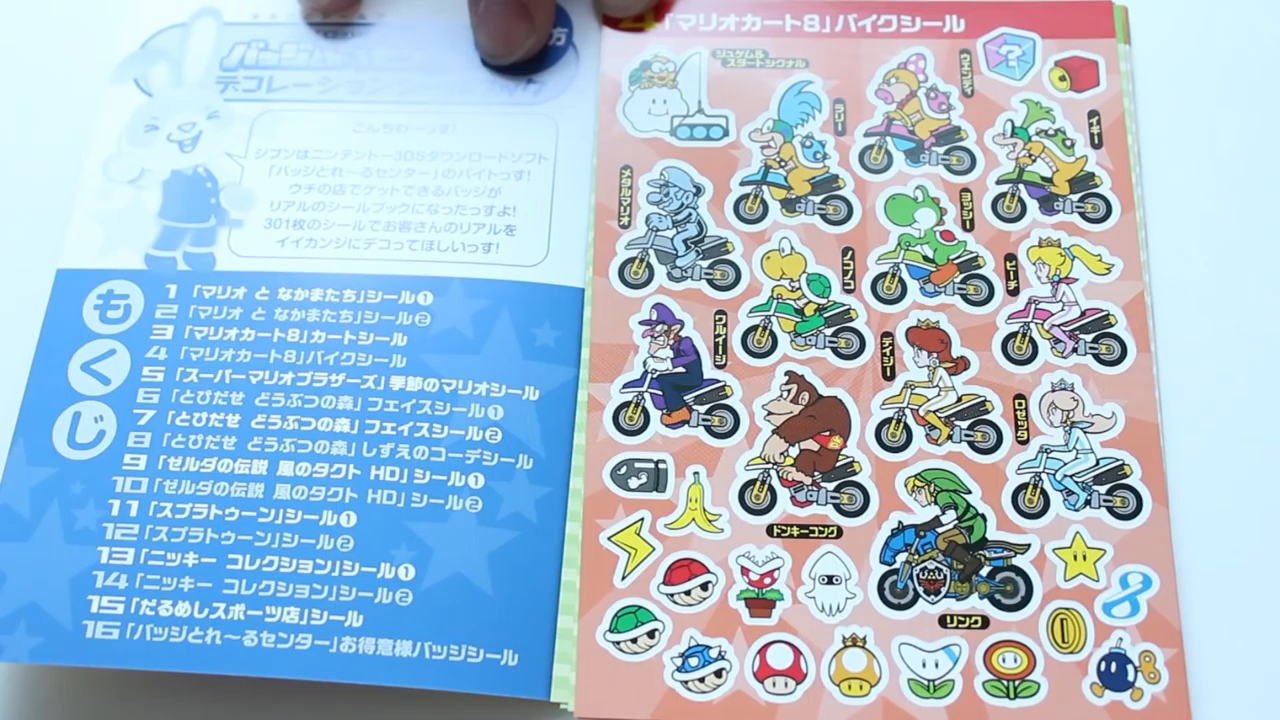 方
デコレーシ
こんちわーっす!
ジブンはニンテンドー3DSダウンロードソフト
「バッジとれ〜るセンター」のバイトっす!
ウチの店でゲットできるバッジが
リアルのシールブックになったっすよ!
301枚のシールでお客さんのリアルを
イイカンジにデコってほしいっす!
もくじ
1 「マリオ と なかまたち」シール❶
2 「マリオ と なかまたち」シール②
3 「マリオカート8」カートシール
4 「マリオカート8」バイクシール
5 「スーパーマリオブラザーズ」季節のマリオシール
6 「とびだせ どうぶつの森」フェイスシール①
7 「とびだせ どうぶつの森」フェイスシール❷
8 「とびだせ どうぶつの森」しずえのコーデシール
9 「ゼルダの伝説 風のタクト HD」シール❶
10 「ゼルダの伝説 風のタクト HD」シール②
11 「スプラトゥーン」シール❶
12 「スプラトゥーン」シール②
13 「ニッキー コレクション」シール❶
14 「ニッキー コレクション」シール②
15 「だるめしスポーツ店」シール
16 「バッジとれ〜るセンター」お得意様バッジシール
4 「マリオカート8」バイクシール
ジュゲム&
スタートシグナル
ラリー
ウェンディ
?
イギー
メタルマリオ
ノコノコ
ヨッシー
ピーチ
ワルイージ
デイジー
ロゼッタ
ドンキーコング
リンク
8